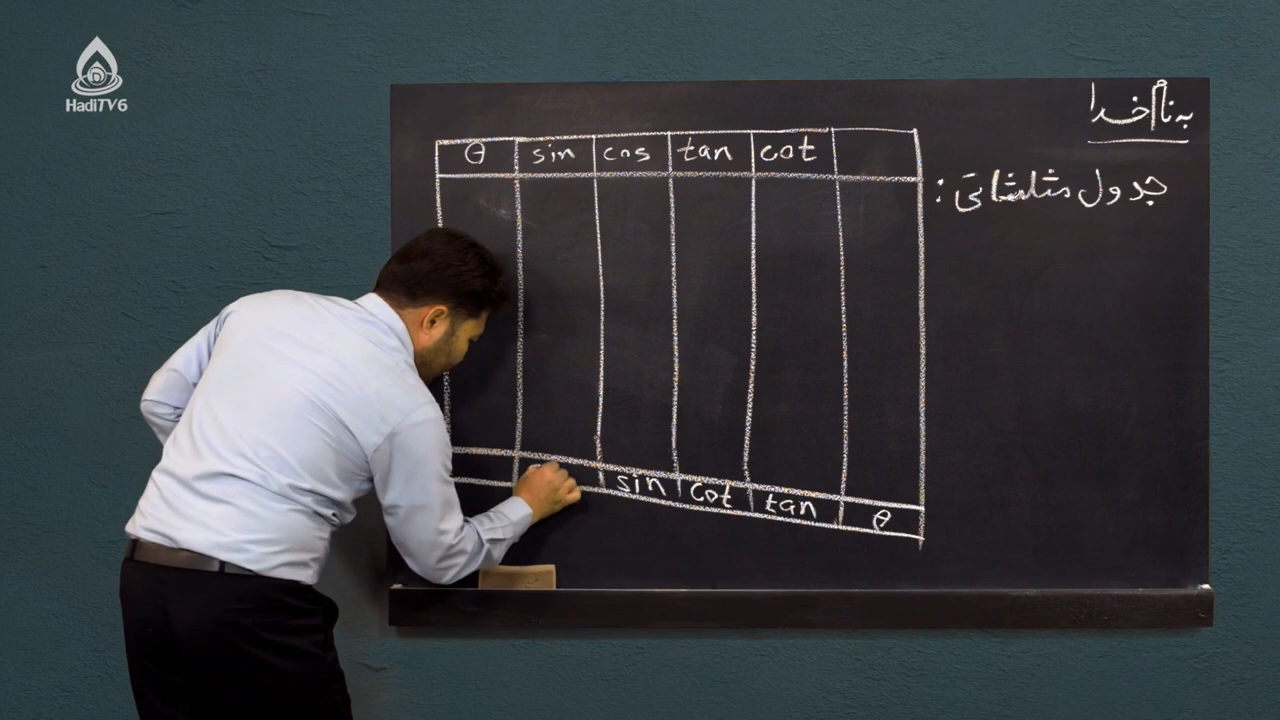 HadiTV6
به نام خدا
جدول مثلثاتی :
θ sin cos tan cot
sin cot tan θ